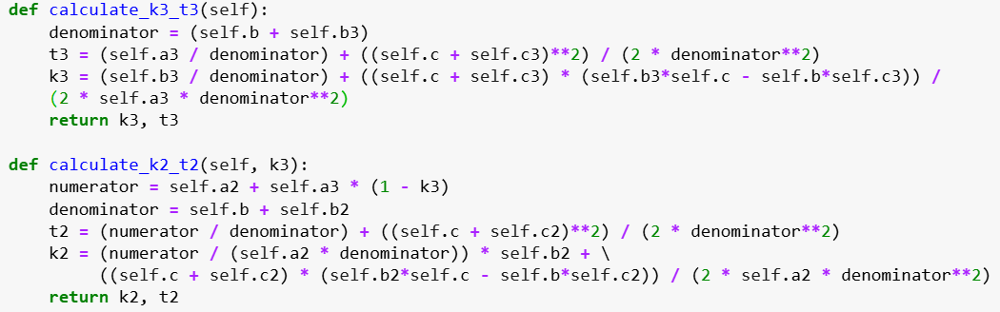 def calculate_k3_t3(self):
    denominator = (self.b + self.b3)
    t3 = (self.a3 / denominator) + ((self.c + self.c3)**2) / (2 * denominator**2)
    k3 = (self.b3 / denominator) + ((self.c + self.c3) * (self.b3*self.c - self.b*self.c3)) /
    (2 * self.a3 * denominator**2)
    return k3, t3

def calculate_k2_t2(self, k3):
    numerator = self.a2 + self.a3 * (1 - k3)
    denominator = self.b + self.b2
    t2 = (numerator / denominator) + ((self.c + self.c2)**2) / (2 * denominator**2)
    k2 = (numerator / (self.a2 * denominator)) * self.b2 + \
         ((self.c + self.c2) * (self.b2*self.c - self.b*self.c2)) / (2 * self.a2 * denominator**2)
    return k2, t2